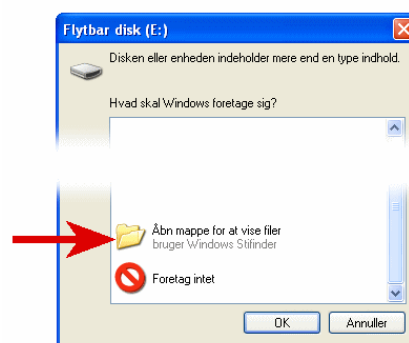 Flytbar disk (E:)
Disken eller enheden indeholder mere end en type indhold.
Hvad skal Windows foretage sig?
Åbn mappe for at vise filer
bruger Windows Stifinder
Foretag intet
OK
Annuller